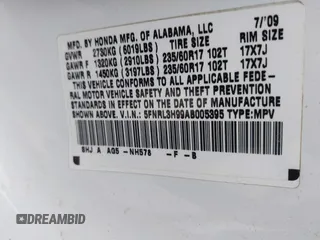 MFD. BY HONDA MFG. OF ALABAMA, LLC 7/'09
GVWR 2730KG (6019LBS) TIRE SIZE RIM SIZE
GAWR F 1320KG (2910LBS) 235/60R17 102T 17X7J
GAWR R 1450KG (3197LBS) 235/60R17 102T 17X7J
THIS VEHICLE CONFORMS TO ALL APPLICABLE FEDE-
RAL MOTOR VEHICLE SAFETY AND THEFT PREVENTION
STANDARDS IN EFFECT ON THE DATE OF MANUFACTURE
SHOWN ABOVE. V.I.N.: 5FNRL3H99AB005395 TYPE:MPV
SHJ A AG5 -NH578 -F -B
@DREAMBID